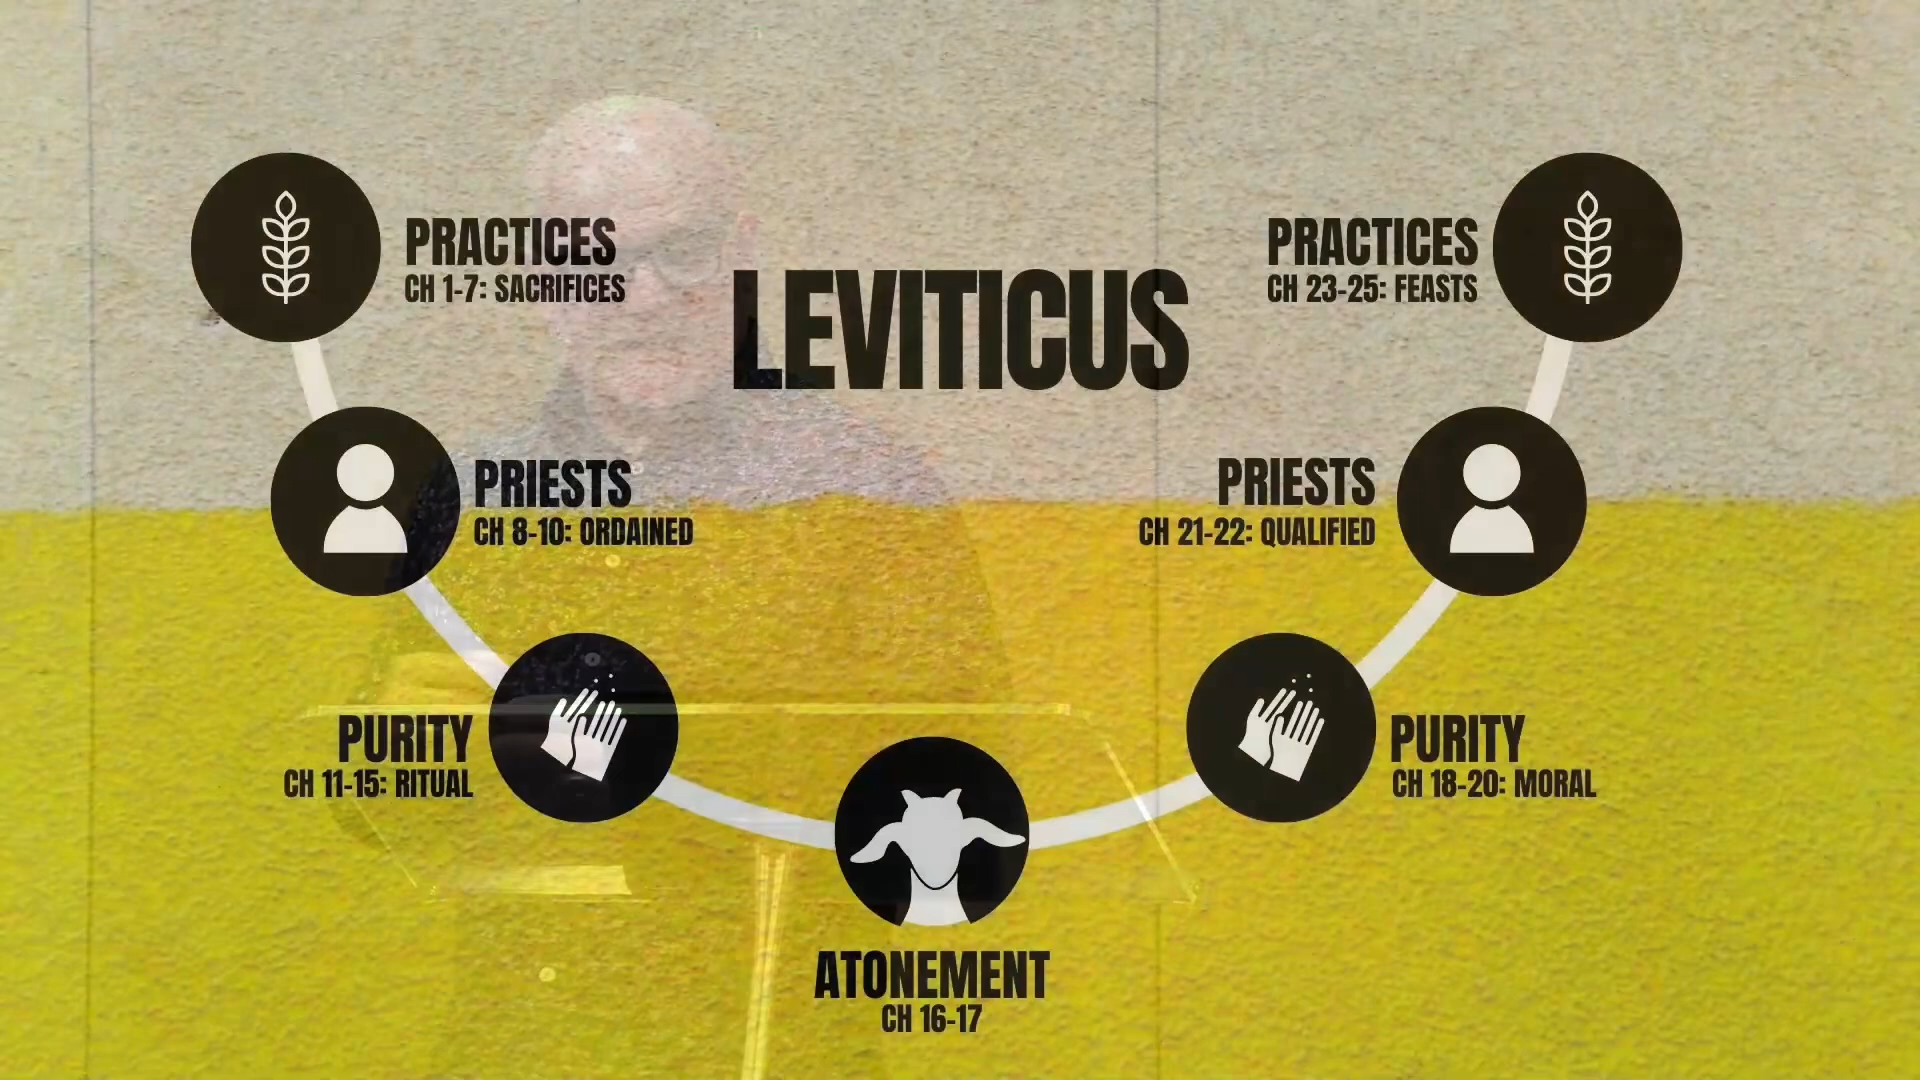 LEVITICUS
PRACTICES
CH 1-7: SACRIFICES
PRIESTS
CH 8-10: ORDAINED
PURITY
CH 11-15: RITUAL
ATONEMENT
CH 16-17
PURITY
CH 18-20: MORAL
PRIESTS
CH 21-22: QUALIFIED
PRACTICES
CH 23-25: FEASTS